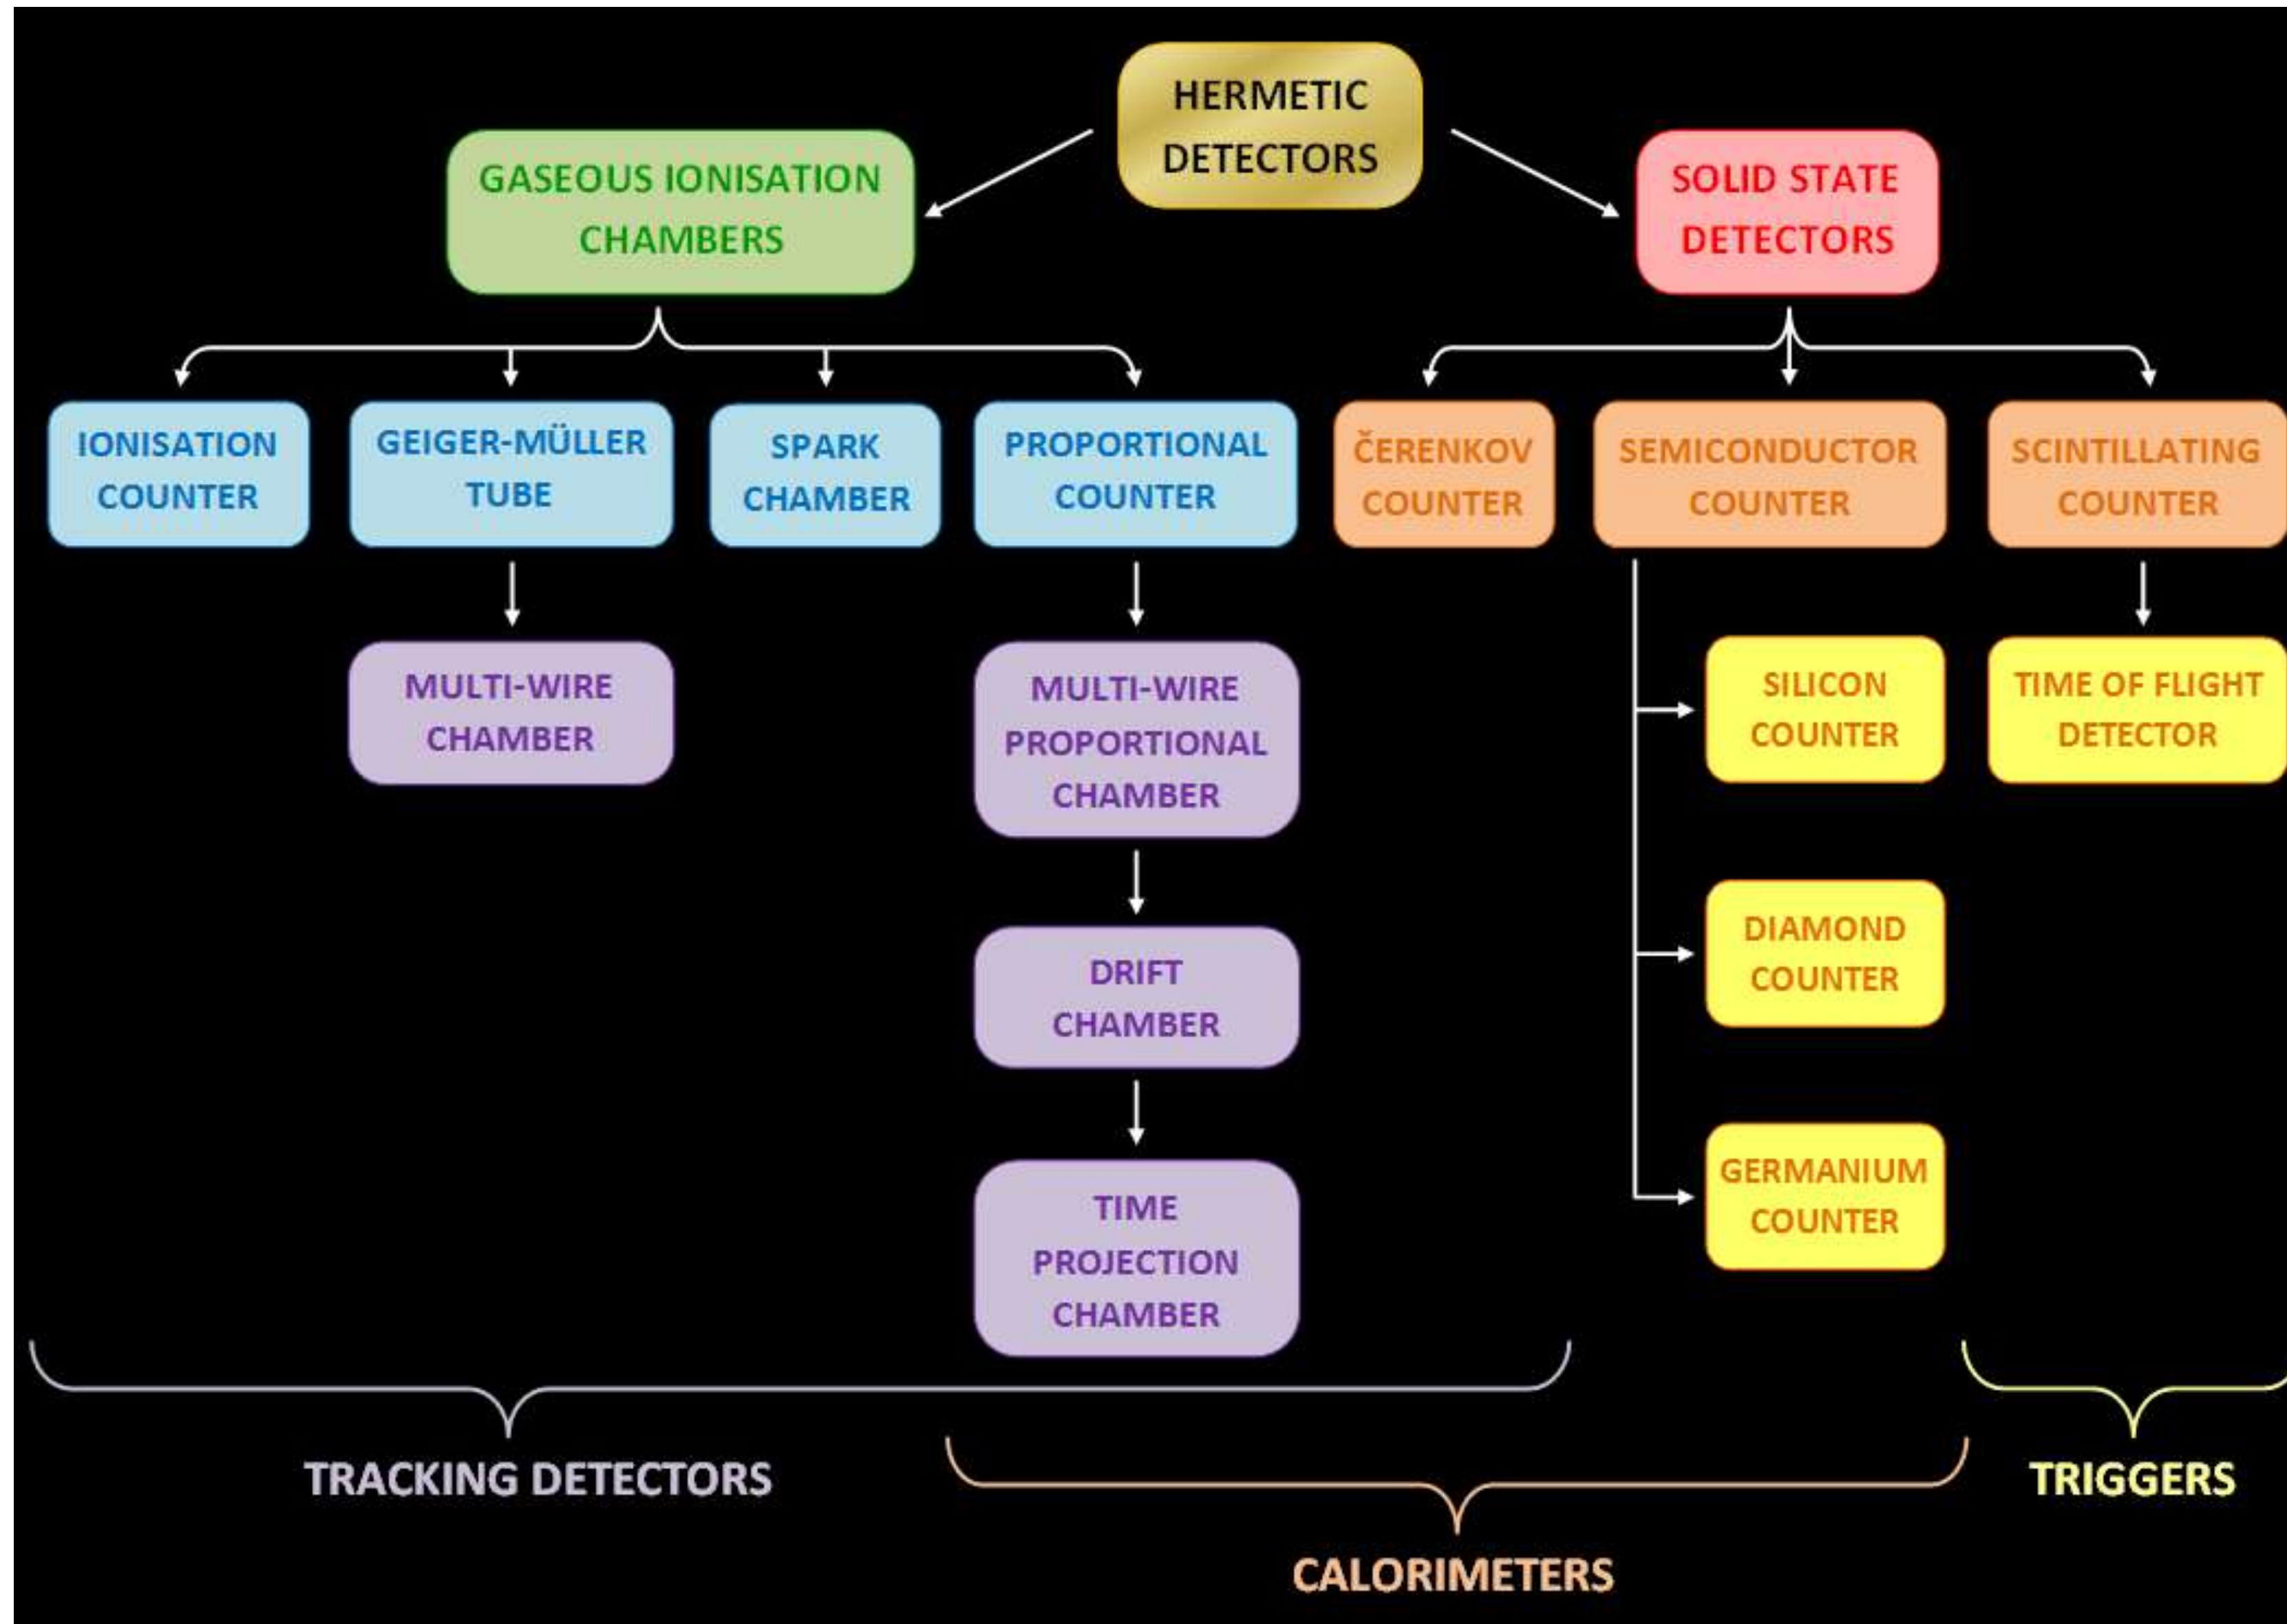 HERMETIC
DETECTORS
GASEOUS IONISATION
CHAMBERS
SOLID STATE
DETECTORS
IONISATION
COUNTER
GEIGER-MÜLLER
TUBE
SPARK
CHAMBER
PROPORTIONAL
COUNTER
ČERENKOV
COUNTER
SEMICONDUCTOR
COUNTER
SCINTILLATING
COUNTER
MULTI-WIRE
CHAMBER
MULTI-WIRE
PROPORTIONAL
CHAMBER
SILICON
COUNTER
TIME OF FLIGHT
DETECTOR
DRIFT
CHAMBER
DIAMOND
COUNTER
TIME
PROJECTION
CHAMBER
GERMANIUM
COUNTER
TRACKING DETECTORS
CALORIMETERS
TRIGGERS